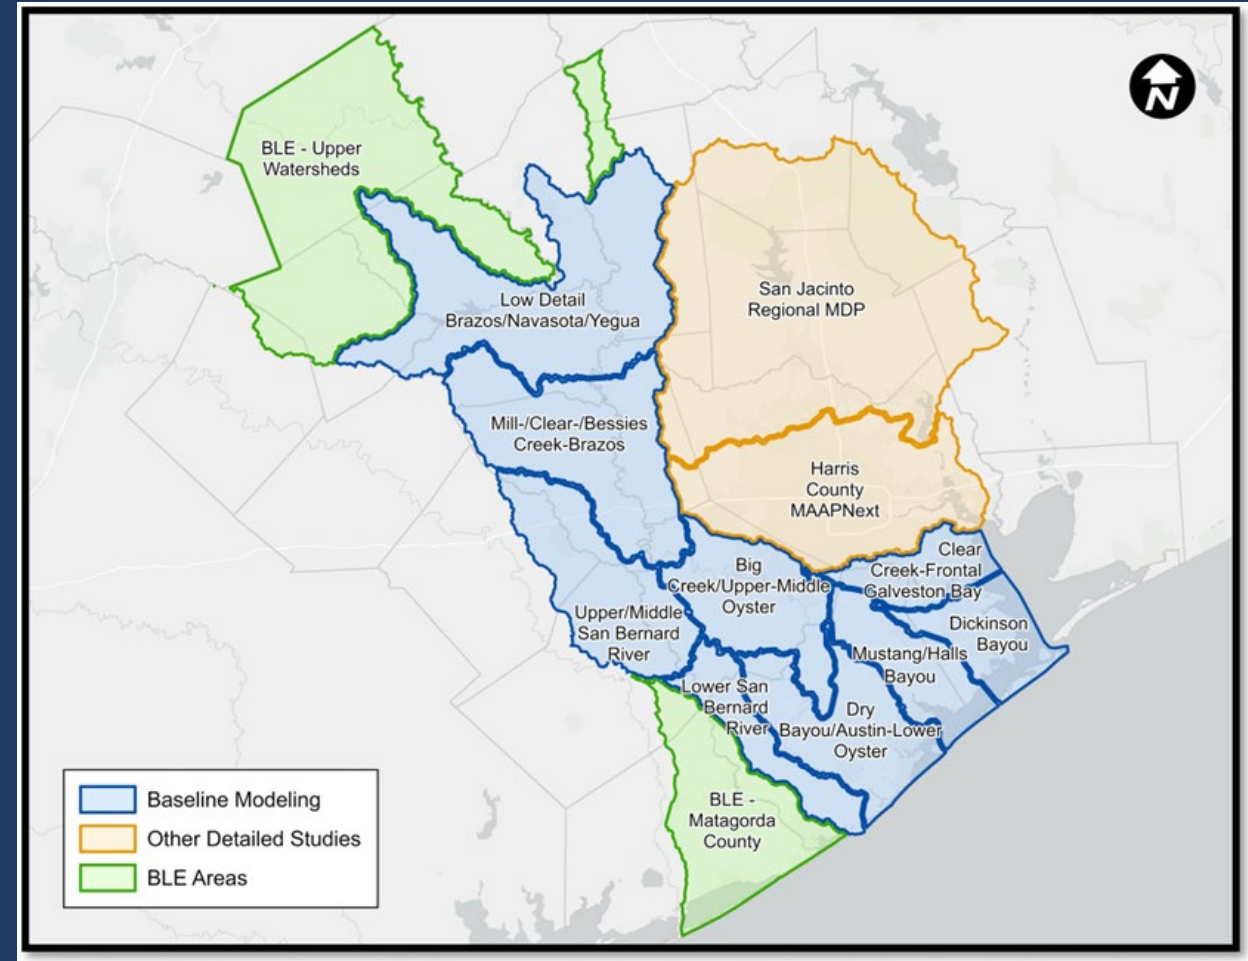 N
BLE - Upper
Watersheds
Low Detail
Brazos/Navasota/Yegua
San Jacinto
Regional MDP
Mill-/Clear-/Bessies
Creek-Brazos
Harris
County
MAAPNext
Clear
Creek-Frontal
Galveston Bay
Big
Creek/Upper-Middle
Oyster
Upper/Middle
San Bernard
River
Dickinson
Bayou
Mustang/Halls
Bayou
Lower San
Bernard
River
Dry
Bayou/Austin-Lower
Oyster
BLE -
Matagorda
County
Baseline Modeling
Other Detailed Studies
BLE Areas